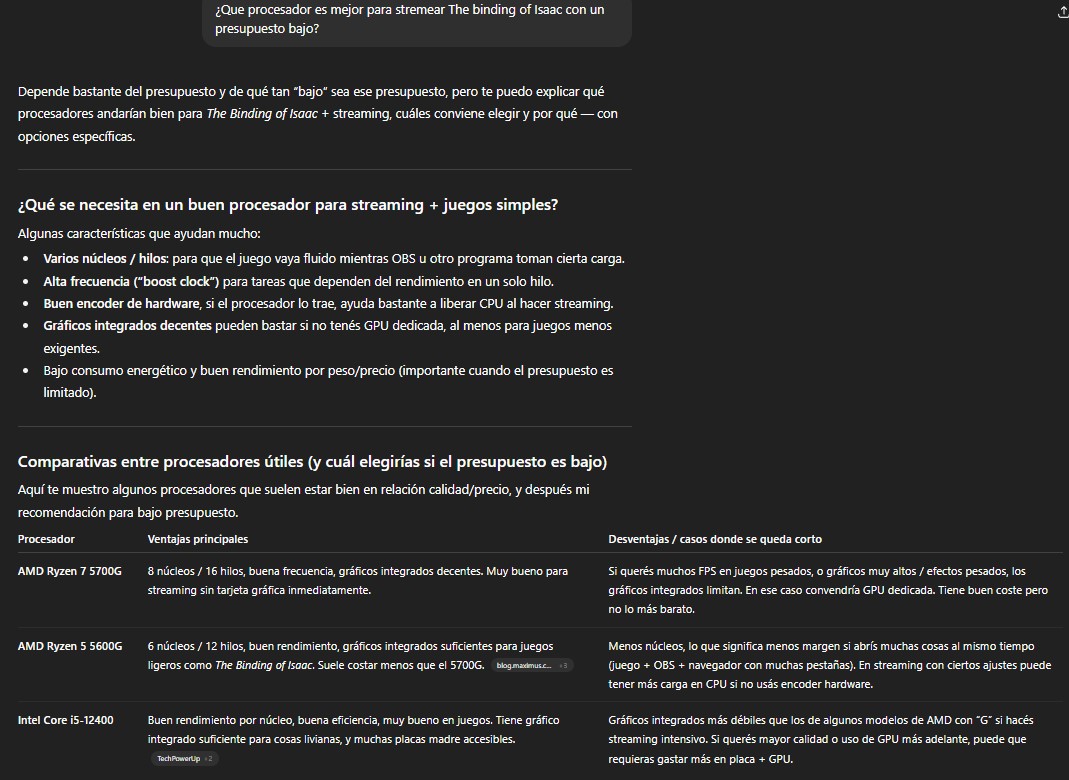 ¿Que procesador es mejor para stremear The binding of Isaac con un
presupuesto bajo?
Depende bastante del presupuesto y de qué tan “bajo” sea ese presupuesto, pero te puedo explicar qué
procesadores andarían bien para The Binding of Isaac + streaming, cuáles conviene elegir y por qué — con
opciones específicas.
¿Qué se necesita en un buen procesador para streaming + juegos simples?
Algunas características que ayudan mucho:
• Varios núcleos / hilos: para que el juego vaya fluido mientras OBS u otro programa toman cierta carga.
• Alta frecuencia (“boost clock”) para tareas que dependen del rendimiento en un solo hilo.
• Buen encoder de hardware, si el procesador lo trae, ayuda bastante a liberar CPU al hacer streaming.
• Gráficos integrados decentes pueden bastar si no tenés GPU dedicada, al menos para juegos menos
exigentes.
• Bajo consumo energético y buen rendimiento por peso/precio (importante cuando el presupuesto es
limitado).
Comparativas entre procesadores útiles (y cuál elegirías si el presupuesto es bajo)
Aquí te muestro algunos procesadores que suelen estar bien en relación calidad/precio, y después mi
recomendación para bajo presupuesto.
Procesador Ventajas principales Desventajas / casos donde se queda corto
AMD Ryzen 7 5700G
8 núcleos / 16 hilos, buena frecuencia, gráficos integrados decentes. Muy bueno para
streaming sin tarjeta gráfica inmediatamente.
Si querés muchos FPS en juegos pesados, o gráficos muy altos / efectos pesados, los
gráficos integrados limitan. En ese caso convendría GPU dedicada. Tiene buen coste pero
no lo más barato.
AMD Ryzen 5 5600G
6 núcleos / 12 hilos, buen rendimiento, gráficos integrados suficientes para juegos
ligeros como The Binding of Isaac. Suele costar menos que el 5700G. blog.maximus.c... +3
Menos núcleos, lo que significa menos margen si abrís muchas cosas al mismo tiempo
(juego + OBS + navegador con muchas pestañas). En streaming con ciertos ajustes puede
tener más carga en CPU si no usás encoder hardware.
Intel Core i5-12400
Buen rendimiento por núcleo, buena eficiencia, muy bueno en juegos. Tiene gráfico
integrado suficiente para cosas livianas, y muchas placas madre accesibles.
TechPowerUp +2
Gráficos integrados más débiles que los de algunos modelos de AMD con “G” si hacés
streaming intensivo. Si querés mayor calidad o uso de GPU más adelante, puede que
requieras gastar más en placa + GPU.